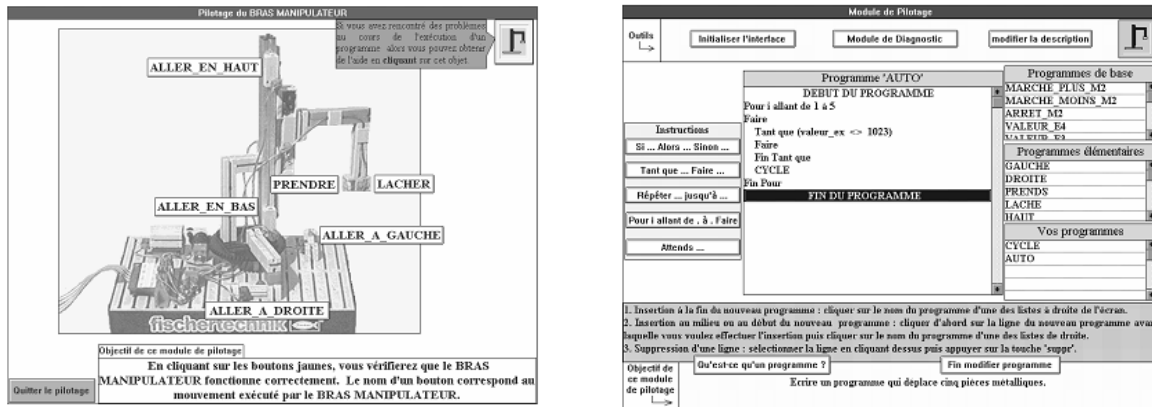 Pilotage du BRAS MANIPULATEUR
Si vous avez rencontré des problèmes
au cours de l'exécution d'un
programme alors vous pouvez obtenir
de l'aide en cliquant sur cet objet
ALLER_EN_HAUT
PRENDRE
LACHER
ALLER_EN_BAS
ALLER_A_GAUCHE
ALLER_A_DROITE
fischertechnik
Objectif de ce module de pilotage
En cliquant sur les boutons jaunes, vous vérifierez que le BRAS
MANIPULATEUR fonctionne correctement. Le nom d'un bouton correspond au
mouvement exécuté par le BRAS MANIPULATEUR.
Quitter le pilotage
Module de Pilotage
Outils
Initialiser l'interface
Module de Diagnostic
modifier la description
Instructions
Si ... Alors ... Sinon ...
Tant que ... Faire ...
Répéter ... jusqu'à ...
Pour i allant de . à . Faire
Attends ...
Programme 'AUTO'
DEBUT DU PROGRAMME
Pour i allant de 1 à 5
Faire
Tant que (valeur_ex <> 1023)
Faire
Fin Tant que
CYCLE
Fin Pour
FIN DU PROGRAMME
Programmes de base
MARCHE_PLUS_M2
MARCHE_MOINS_M2
ARRET_M2
VALEUR_E4
VALEUR_E3
Programmes élémentaires
GAUCHE
DROITE
PRENDS
LACHE
HAUT
Vos programmes
CYCLE
AUTO
1. Insertion à la fin du nouveau programme : cliquer sur le nom du programme d'une des listes à droite de l'écran.
2. Insertion au milieu ou au début du nouveau programme : cliquer d'abord sur la ligne du nouveau programme avan
laquelle vous voulez effectuer l'insertion puis cliquer sur le nom du programme d'une des listes de droite.
3. Suppression d'une ligne : selectionner la ligne en cliquant dessus puis appuyer sur la touche 'suppr'.
Qu'est-ce qu'un programme ?
Fin modifier programme
Objectif de
ce module
de pilotage
Ecrire un programme qui déplace cinq pièces métalliques.